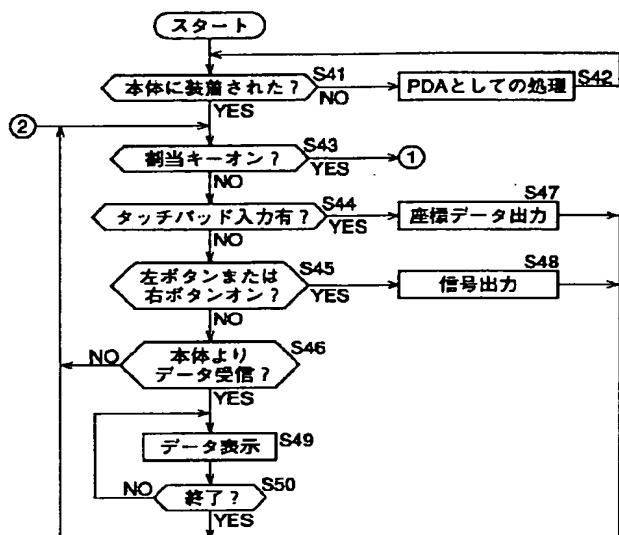 スタート
本体に装着された？
S41
NO
YES
PDAとしての処理
S42
②
割当キーオン？
S43
YES
①
NO
タッチパッド入力有？
S44
YES
座標データ出力
S47
NO
左ボタンまたは
右ボタンオン？
S45
YES
信号出力
S48
NO
本体より
データ受信？
S46
NO
YES
データ表示
S49
終了？
S50
NO
YES